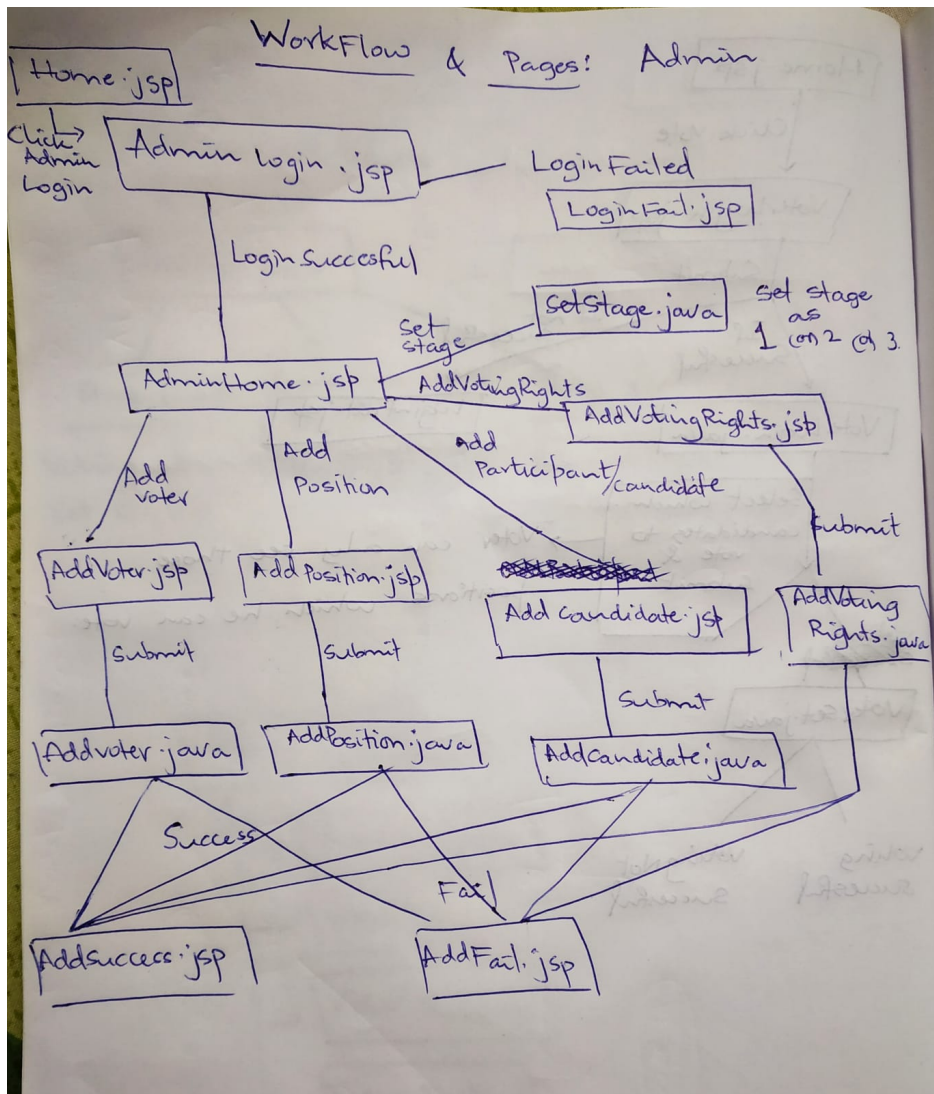 WorkFlow & Pages: Admin
Home.jsp
Click
Admin
Login
Admin login.jsp
Login Failed
LoginFail.jsp
Login Succesful
Set
stage
setStage.java
Set stage
as
1 (or) 2 (or) 3.
AdminHome.jsp
AddVotingRights
AddVotingRights.jsp
Add
voter
Add
Position
Add
Participant/candidate
Submit
AddVoter.jsp
AddPosition.jsp
Add candidate.jsp
AddVoting
Rights.java
Submit
Submit
Submit
Addvoter.java
AddPosition.java
Addcandidate.java
Success
Fail
Addsuccess.jsp
AddFail.jsp